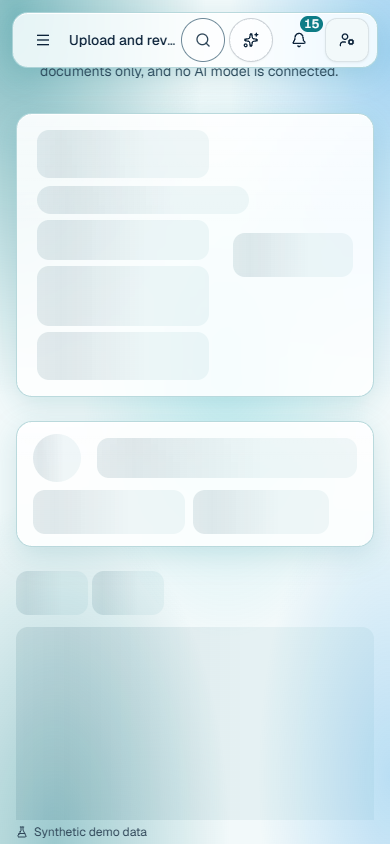 Upload and rev…
15
documents only, and no AI model is connected.
Synthetic demo data